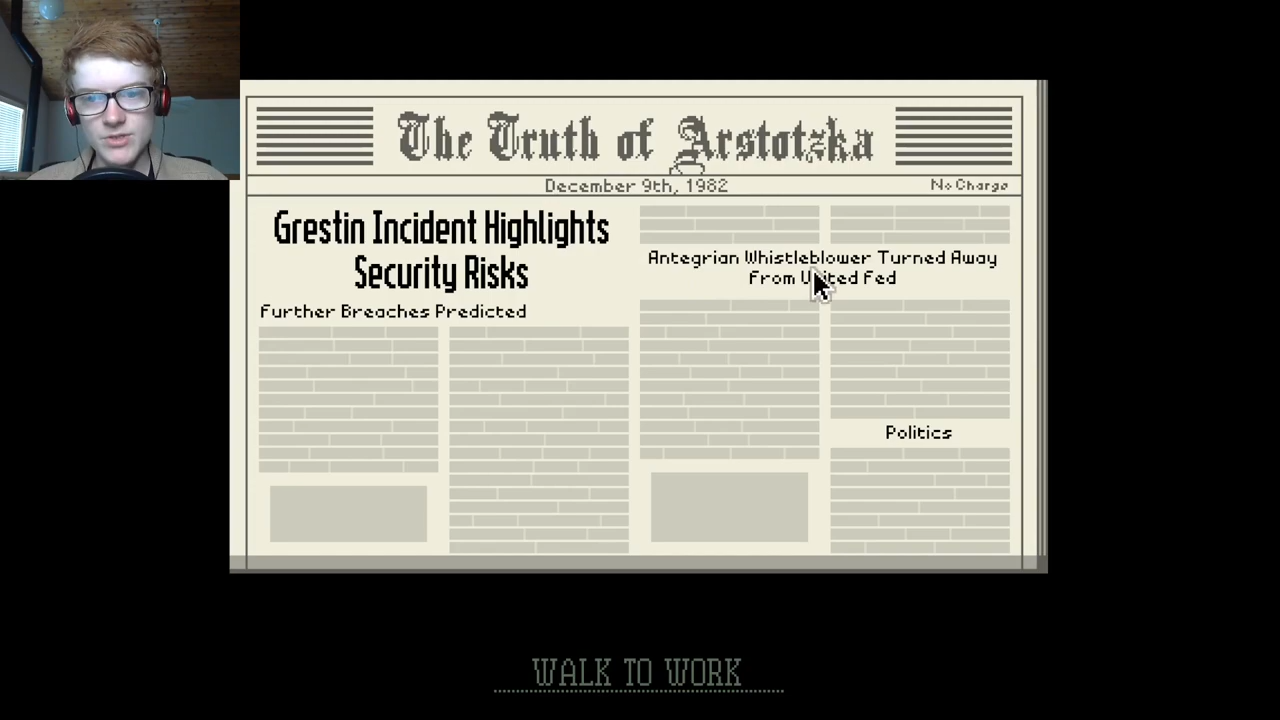 The Truth of Arstotzka
December 9th, 1982
No Charge
Grestin Incident Highlights
Security Risks
Further Breaches Predicted
Antegrian Whistleblower Turned Away
From United Fed
Politics
WALK TO WORK